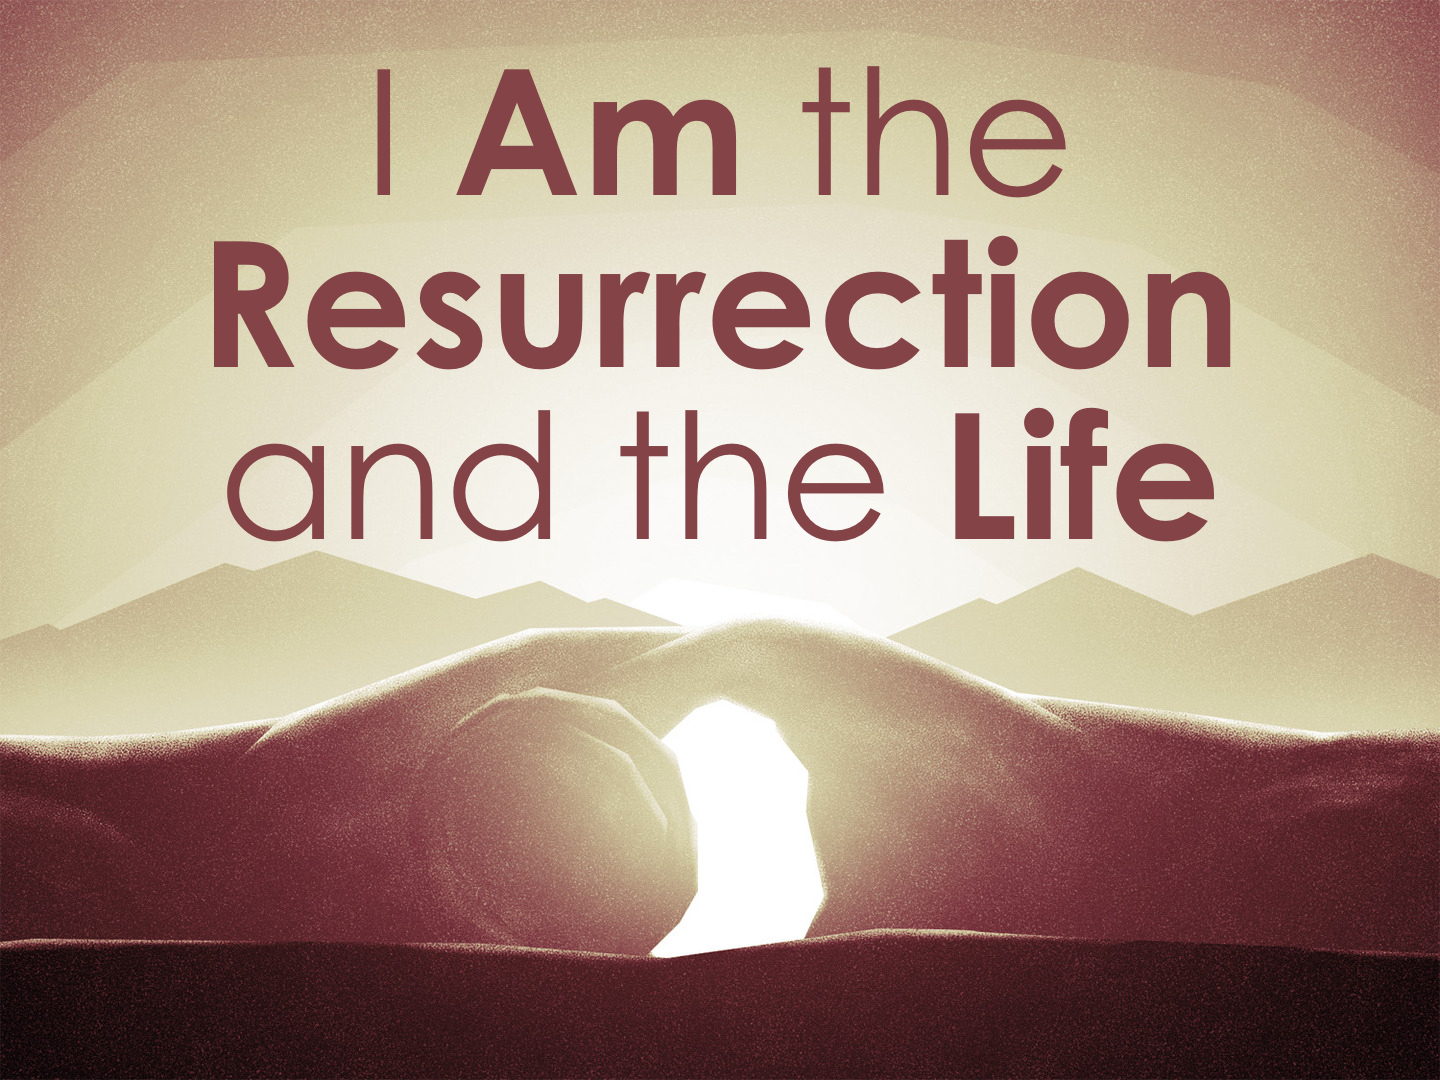 I Am the
Resurrection
and the Life